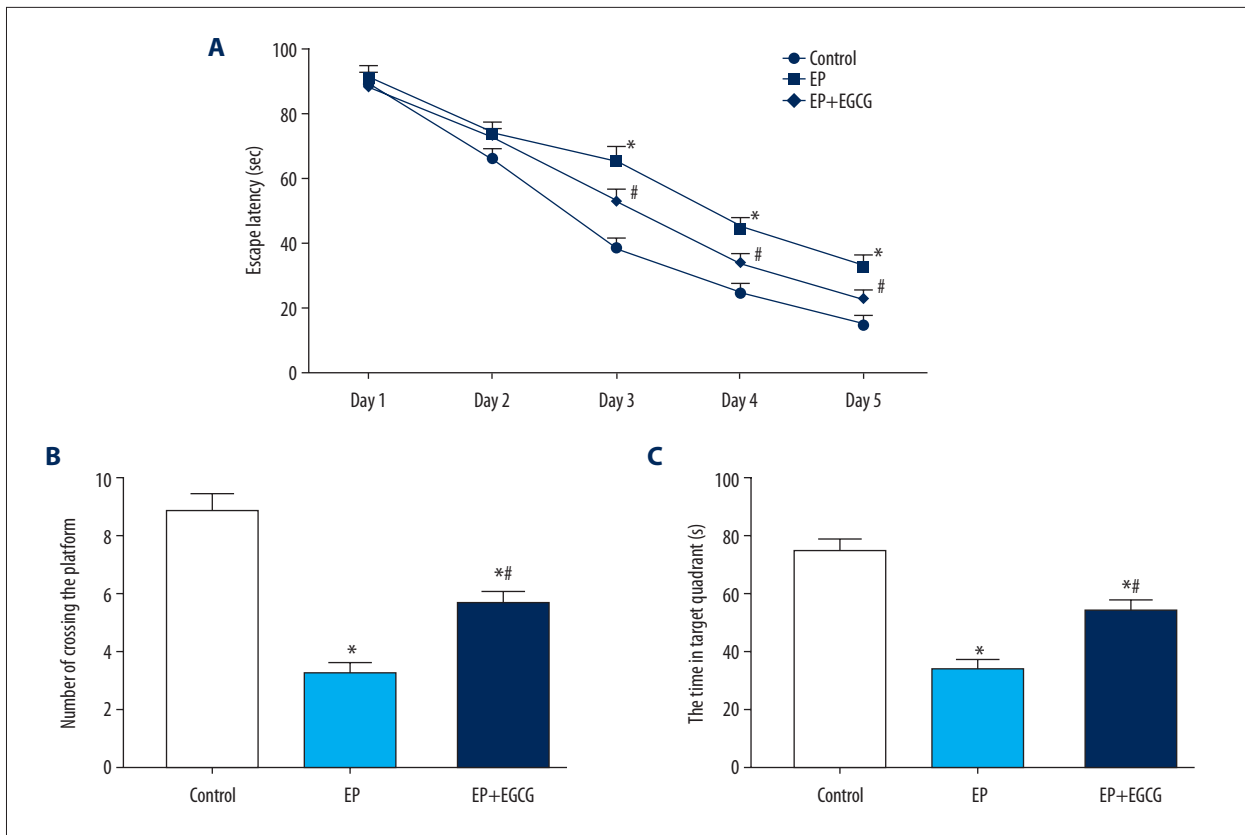 A
Escape latency (sec)
100
80
60
40
20
0
Control
EP
EP+EGCG
*
#
*
#
*
#
Day 1 Day 2 Day 3 Day 4 Day 5
B
Number of crossing the platform
10
8
6
4
2
0
*
*#
Control EP EP+EGCG
C
The time in target quadrant (s)
100
80
60
40
20
0
*
*#
Control EP EP+EGCG